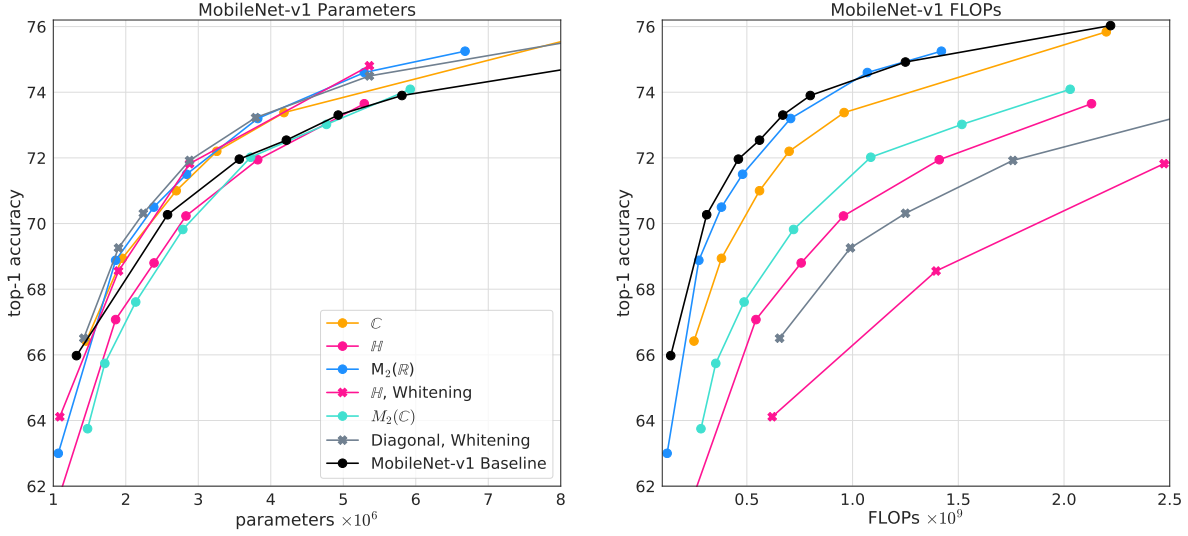 MobileNet-v1 Parameters
76
74
72
70
68
66
64
62
top-1 accuracy
1 2 3 4 5 6 7 8
parameters ×10⁶
ℂ
ℍ
M₂(ℝ)
ℍ, Whitening
M₂(ℂ)
Diagonal, Whitening
MobileNet-v1 Baseline
MobileNet-v1 FLOPs
76
74
72
70
68
66
64
62
top-1 accuracy
0.5 1.0 1.5 2.0 2.5
FLOPs ×10⁹